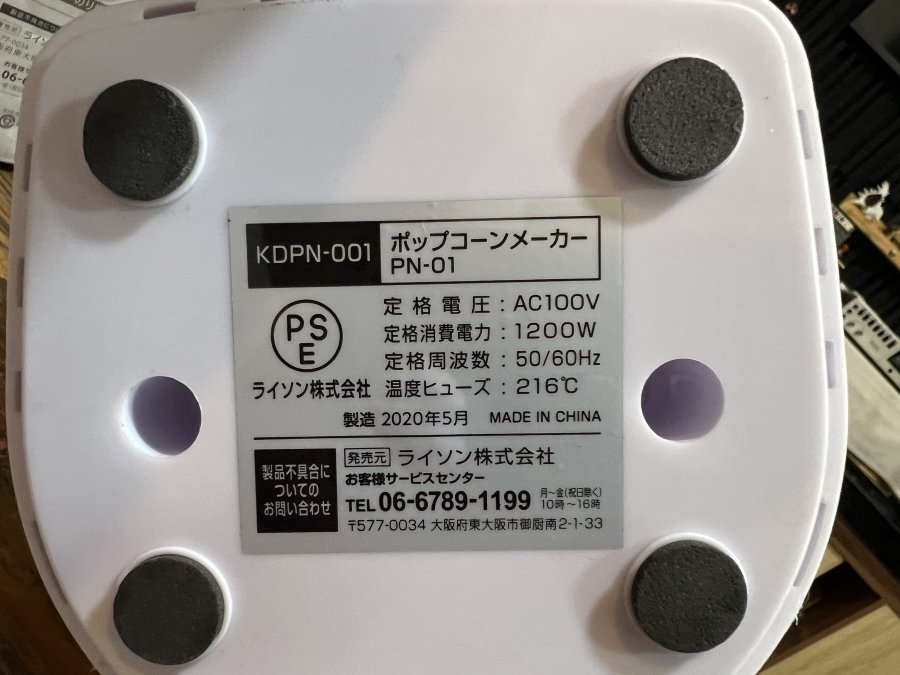 KDPN-001
ポップコーンメーカー
PN-01
PS
E
定格電圧 : AC100V
定格消費電力 : 1200W
定格周波数 : 50/60Hz
ライソン株式会社 温度ヒューズ : 216℃
製造 2020年5月 MADE IN CHINA
製品不具合に
ついての
お問い合わせ
発売元 ライソン株式会社
お客様サービスセンター
TEL 06-6789-1199 月~金(祝日除く)
10時~16時
〒577-0034 大阪府東大阪市御厨南2-1-33